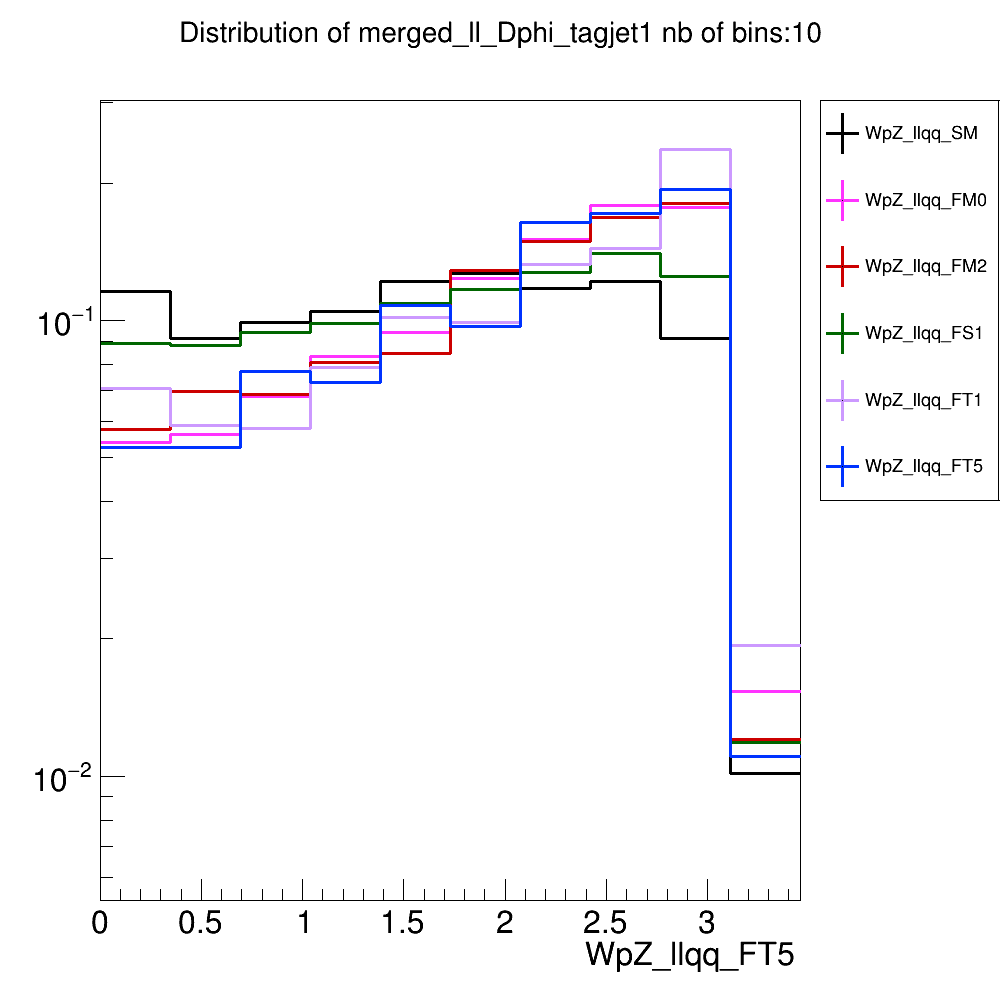 Distribution of merged_ll_Dphi_tagjet1 nb of bins:10
WpZ_llqq_SM
WpZ_llqq_FM0
WpZ_llqq_FM2
WpZ_llqq_FS1
WpZ_llqq_FT1
WpZ_llqq_FT5
10⁻¹
10⁻²
0 0.5 1 1.5 2 2.5 3
WpZ_llqq_FT5